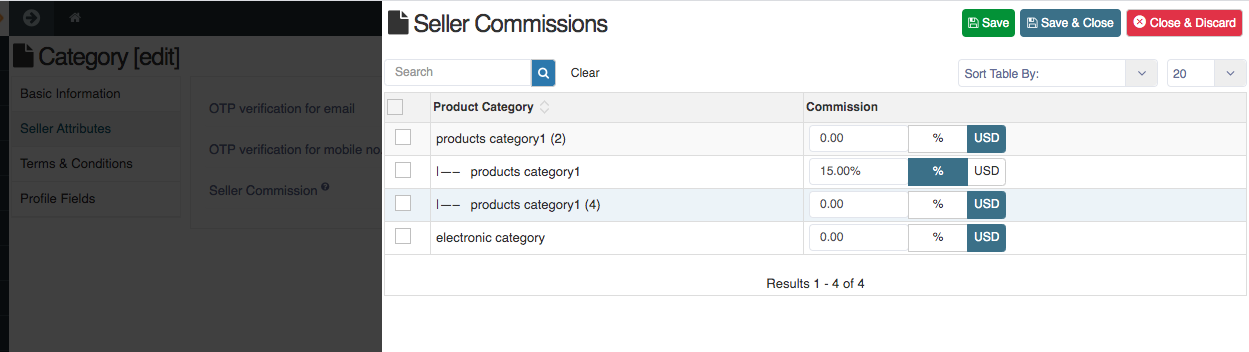 Seller Commissions
Save
Save & Close
Close & Discard
Category [edit]
Basic Information
Seller Attributes
Terms & Conditions
Profile Fields
OTP verification for email
OTP verification for mobile no.
Seller Commission ?
Search
Clear
Sort Table By:
20
Product Category Commission
products category1 (2) 0.00 % USD
|−− products category1 15.00% % USD
|−− products category1 (4) 0.00 % USD
electronic category 0.00 % USD
Results 1 - 4 of 4